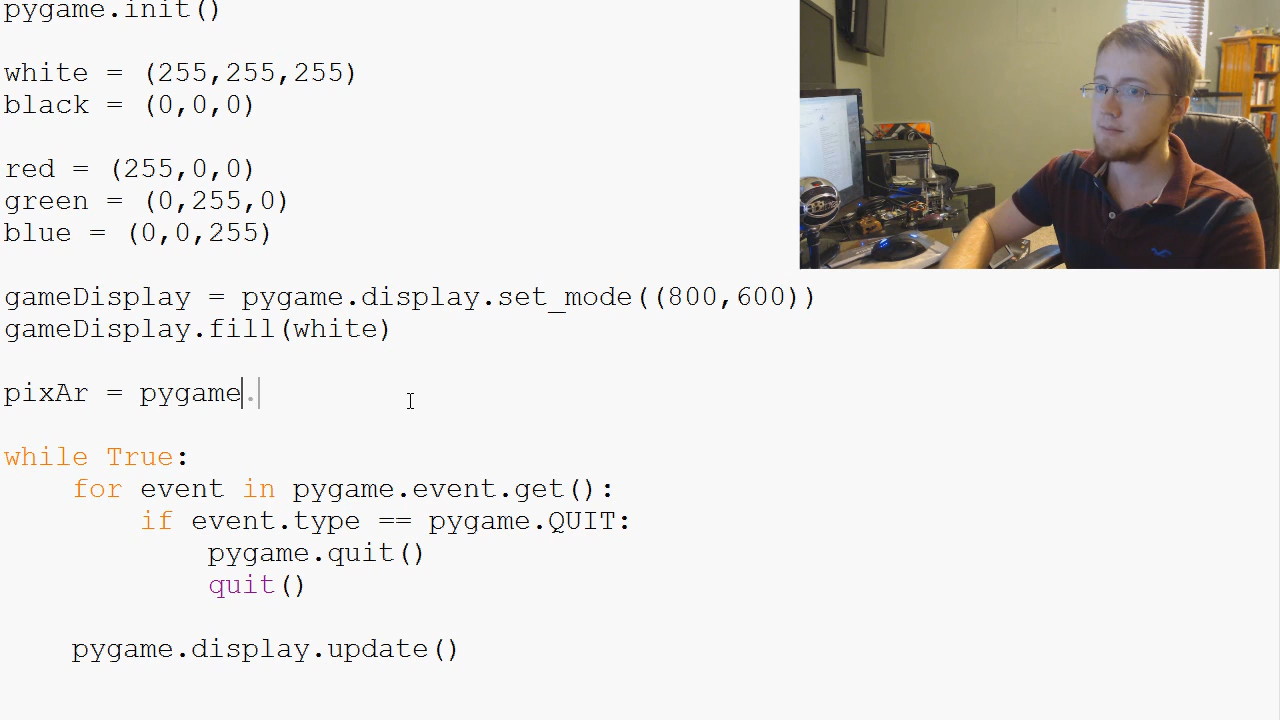 pygame.init()
white = (255,255,255)
black = (0,0,0)
red = (255,0,0)
green = (0,255,0)
blue = (0,0,255)
gameDisplay = pygame.display.set_mode((800,600))
gameDisplay.fill(white)
pixAr = pygame.
while True:
    for event in pygame.event.get():
        if event.type == pygame.QUIT:
            pygame.quit()
            quit()
    pygame.display.update()